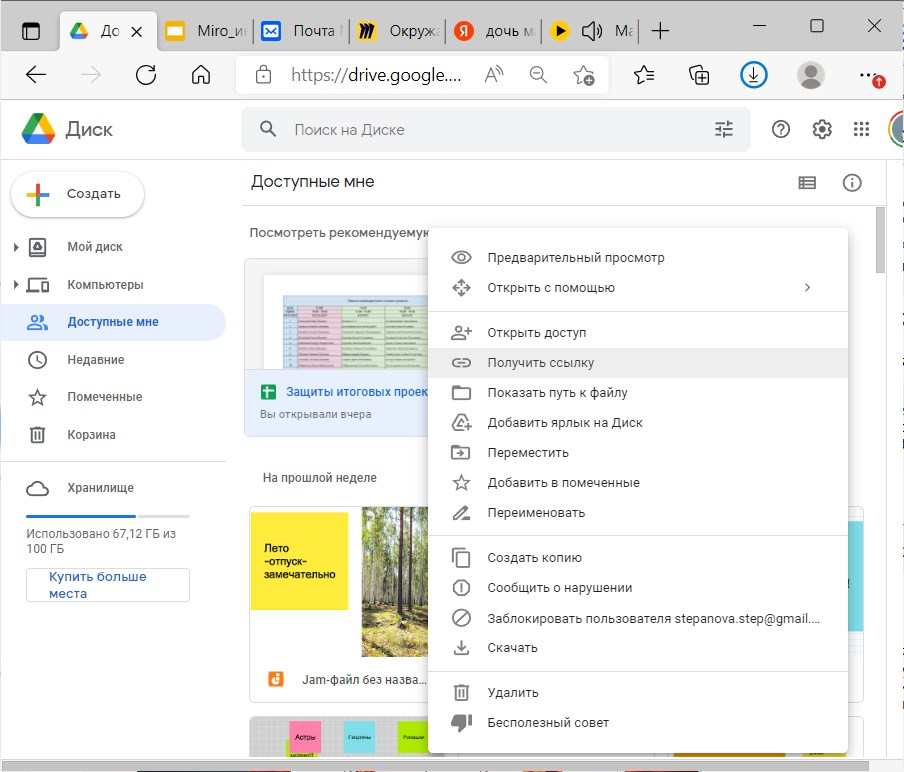 До
Miro_и
Почта
Окруж
дочь м
Ма
https://drive.google....
Диск
Поиск на Диске
Создать
Мой диск
Компьютеры
Доступные мне
Недавние
Помеченные
Корзина
Хранилище
Использовано 67,12 ГБ из
100 ГБ
Купить больше
места
Доступные мне
Посмотреть рекомендуемую
Защиты итоговых проек
Вы открывали вчера
На прошлой неделе
Лето
-отпуск-
замечательно
Jam-файл без назва...
Астры
Георгины
Ромашки
Предварительный просмотр
Открыть с помощью
Открыть доступ
Получить ссылку
Показать путь к файлу
Добавить ярлык на Диск
Переместить
Добавить в помеченные
Переименовать
Создать копию
Сообщить о нарушении
Заблокировать пользователя stepanova.step@gmail....
Скачать
Удалить
Бесполезный совет